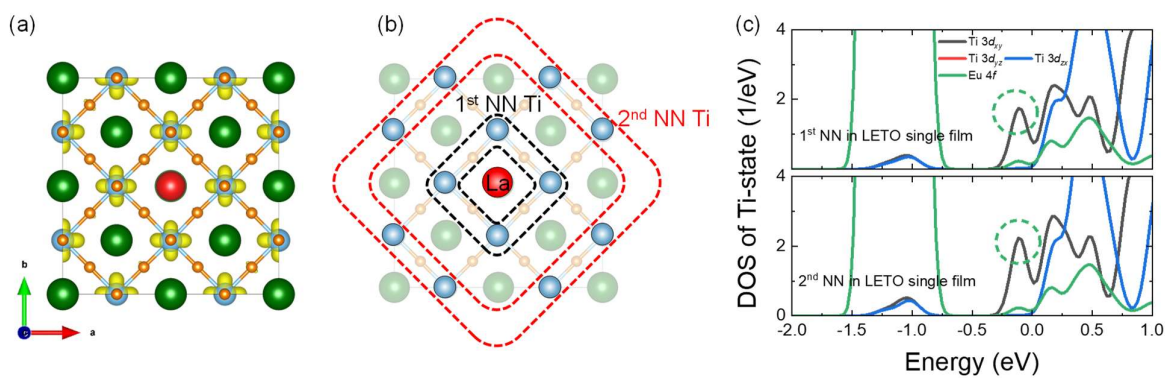 (a)
b
a
c
(b)
1st NN Ti
2nd NN Ti
La
(c)
DOS of Ti-state (1/eV)
4
2
0
4
2
0
Ti 3dxy
Ti 3dyz
Ti 3dzx
Eu 4f
1st NN in LETO single film
2nd NN in LETO single film
-2.0 -1.5 -1.0 -0.5 0.0 0.5 1.0
Energy (eV)